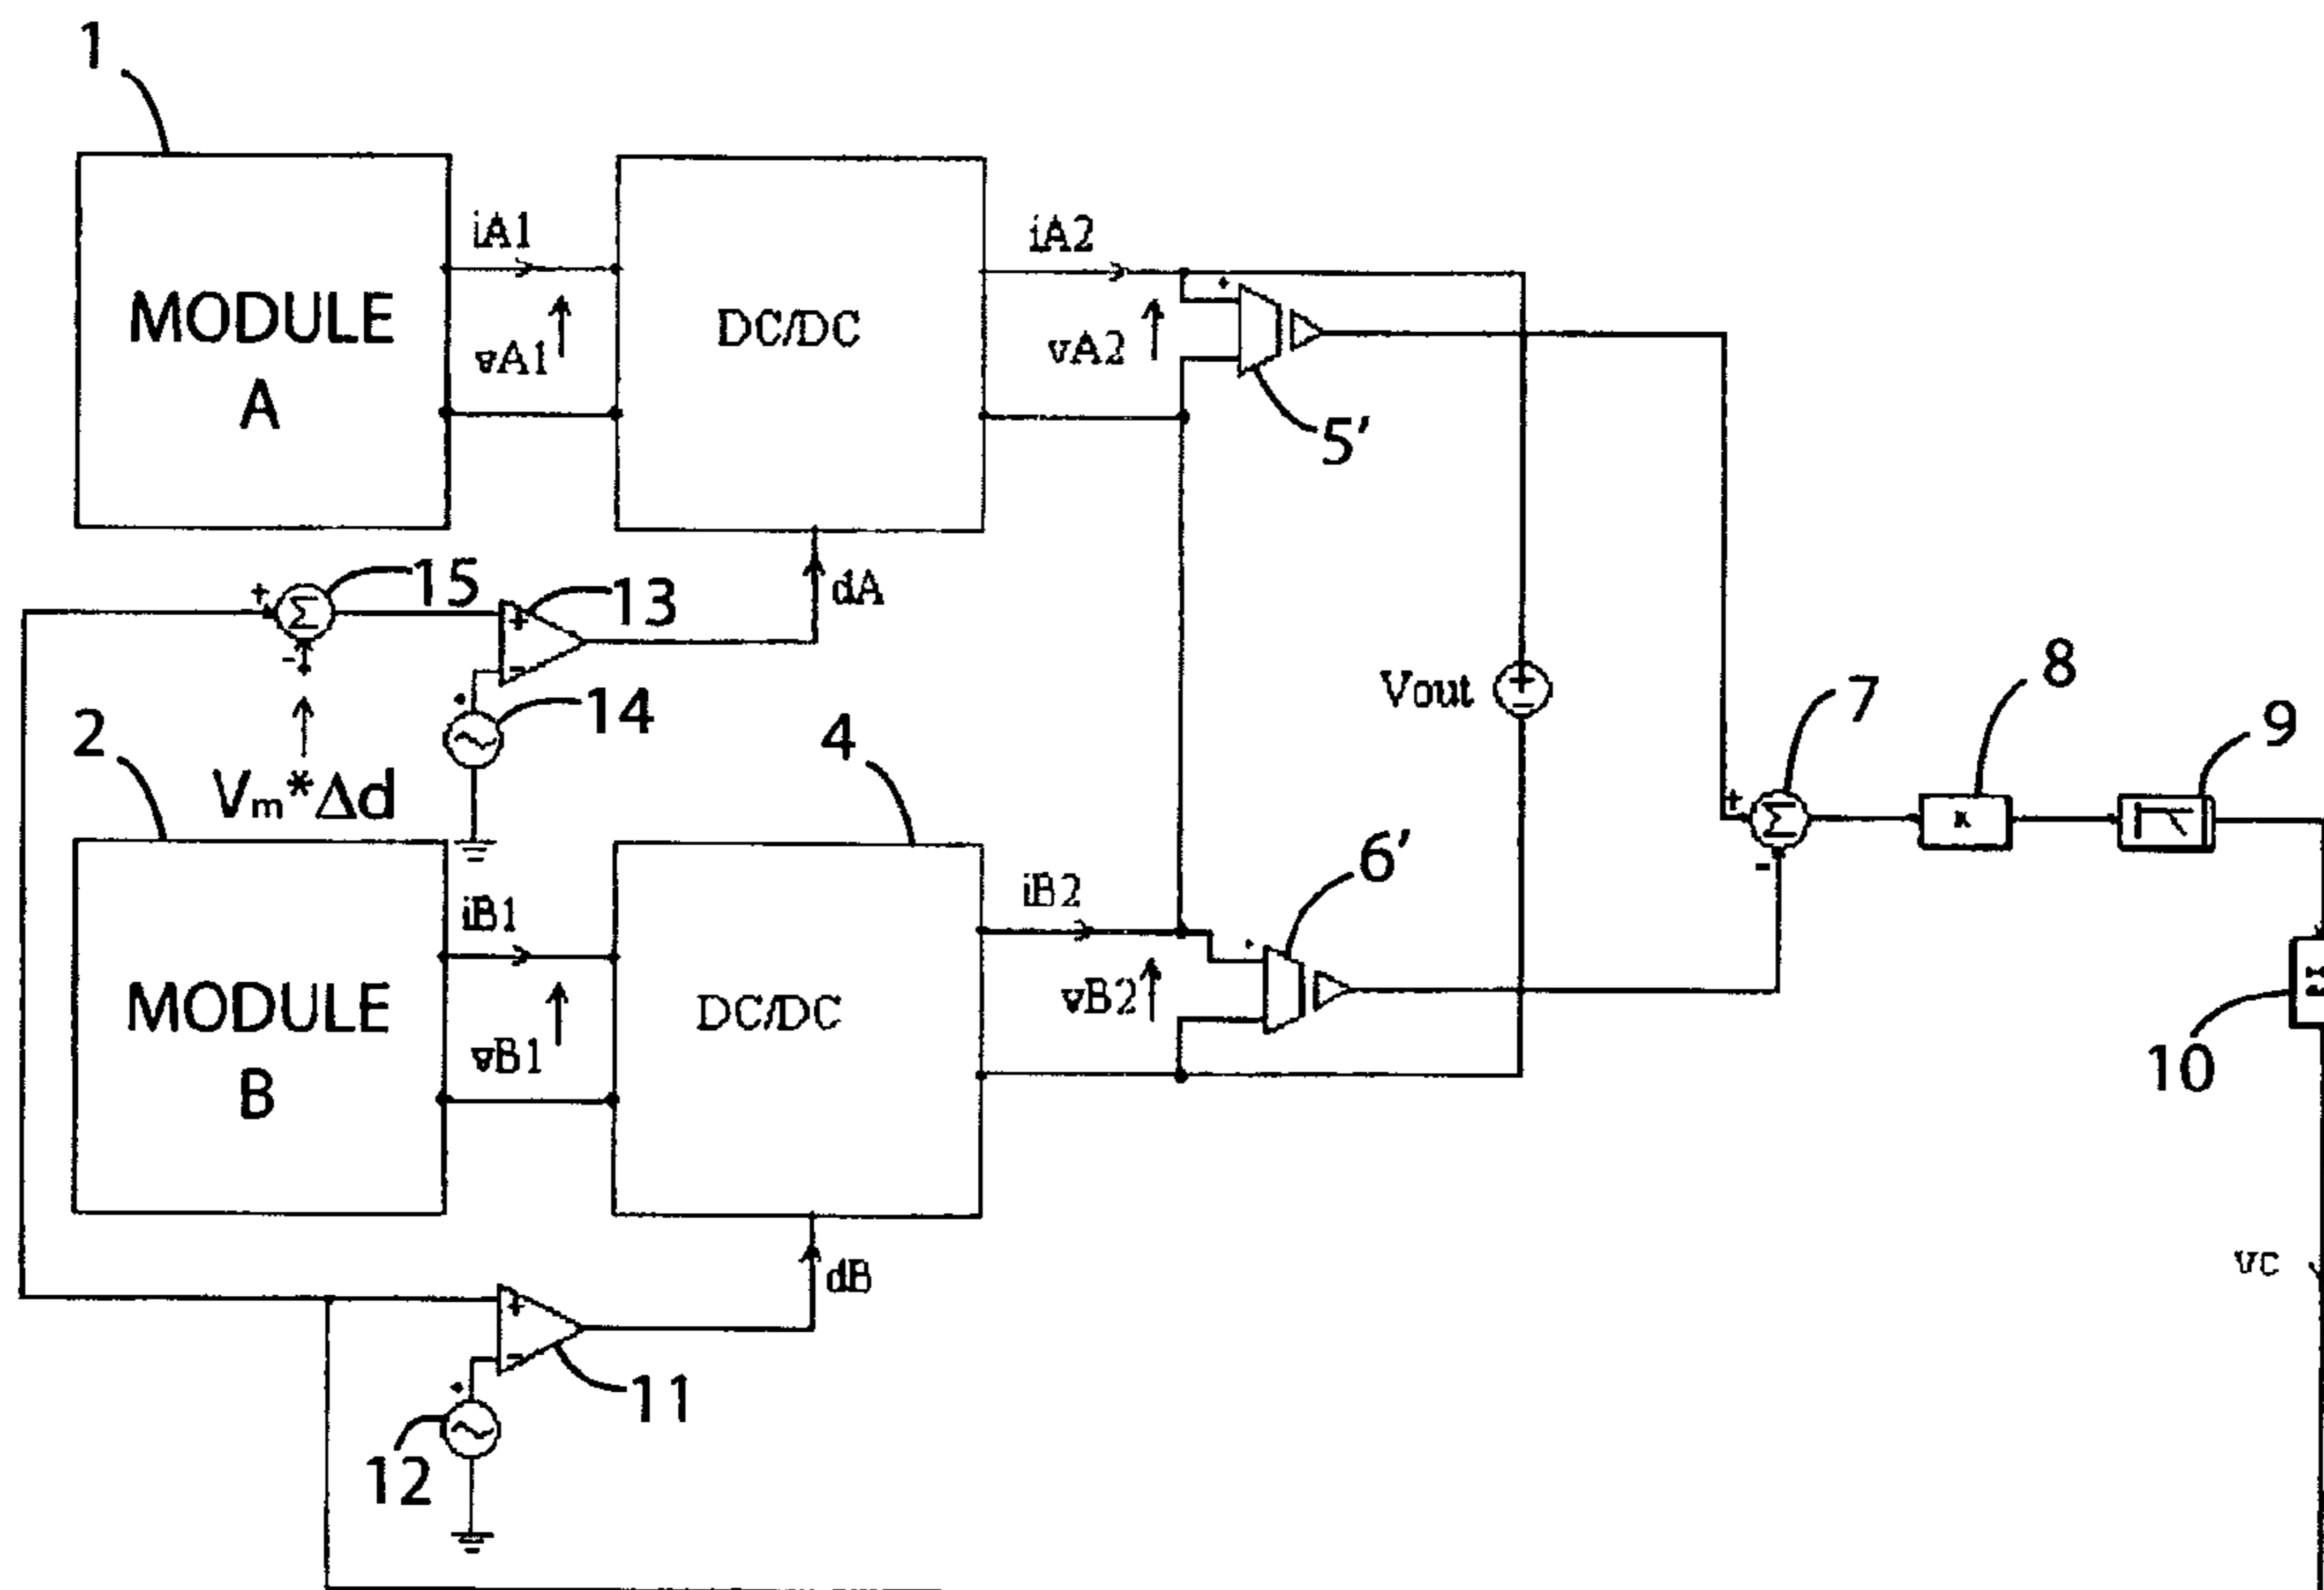 1
MODULE
A
iA1
vA1
DC/DC
iA2
vA2
5'
+
Σ
-
15
+
-
13
dA
14
Vm*Δd
Vout
+
-
2
4
7
8
9
+
Σ
-
K
MODULE
B
iB1
vB1
DC/DC
iB2
vB2
6'
10
vc
+
-
11
dB
12